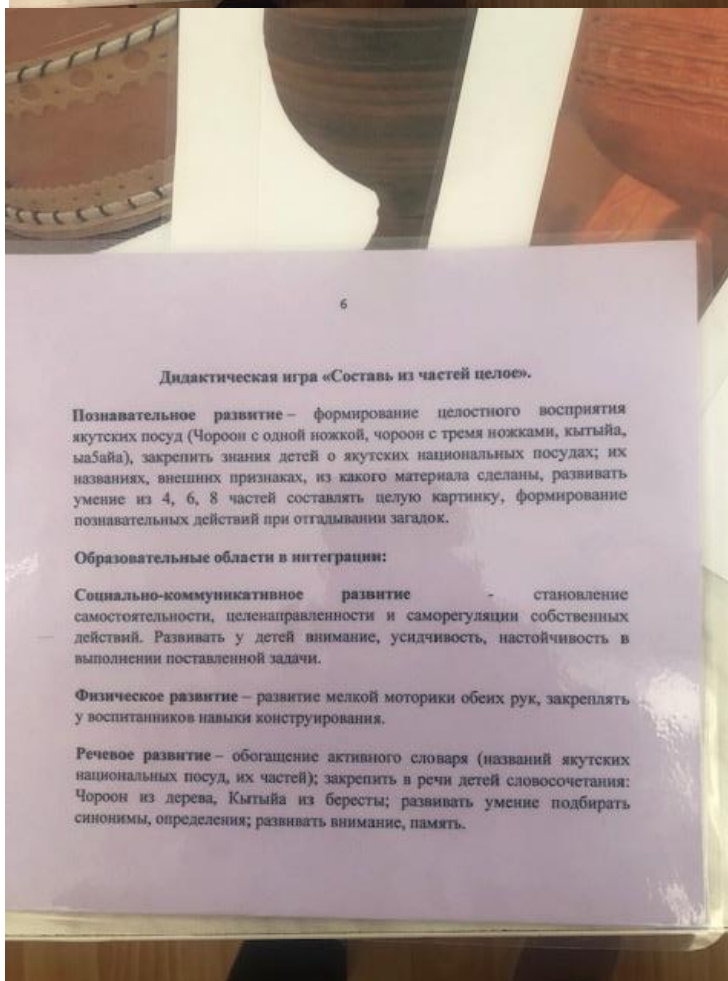 6
Дидактическая игра «Составь из частей целое».
Познавательное развитие – формирование целостного восприятия
якутских посуд (Чороон с одной ножкой, чороон с тремя ножками, кытыйа,
ыа5айа), закрепить знания детей о якутских национальных посудах; их
названиях, внешних признаках, из какого материала сделаны, развивать
умение из 4, 6, 8 частей составлять целую картинку, формирование
познавательных действий при отгадывании загадок.
Образовательные области в интеграции:
Социально-коммуникативное развитие - становление
самостоятельности, целенаправленности и саморегуляции собственных
действий. Развивать у детей внимание, усидчивость, настойчивость в
выполнении поставленной задачи.
Физическое развитие – развитие мелкой моторики обеих рук, закреплять
у воспитанников навыки конструирования.
Речевое развитие – обогащение активного словаря (названий якутских
национальных посуд, их частей); закрепить в речи детей словосочетания:
Чороон из дерева, Кытыйа из бересты; развивать умение подбирать
синонимы, определения; развивать внимание, память.